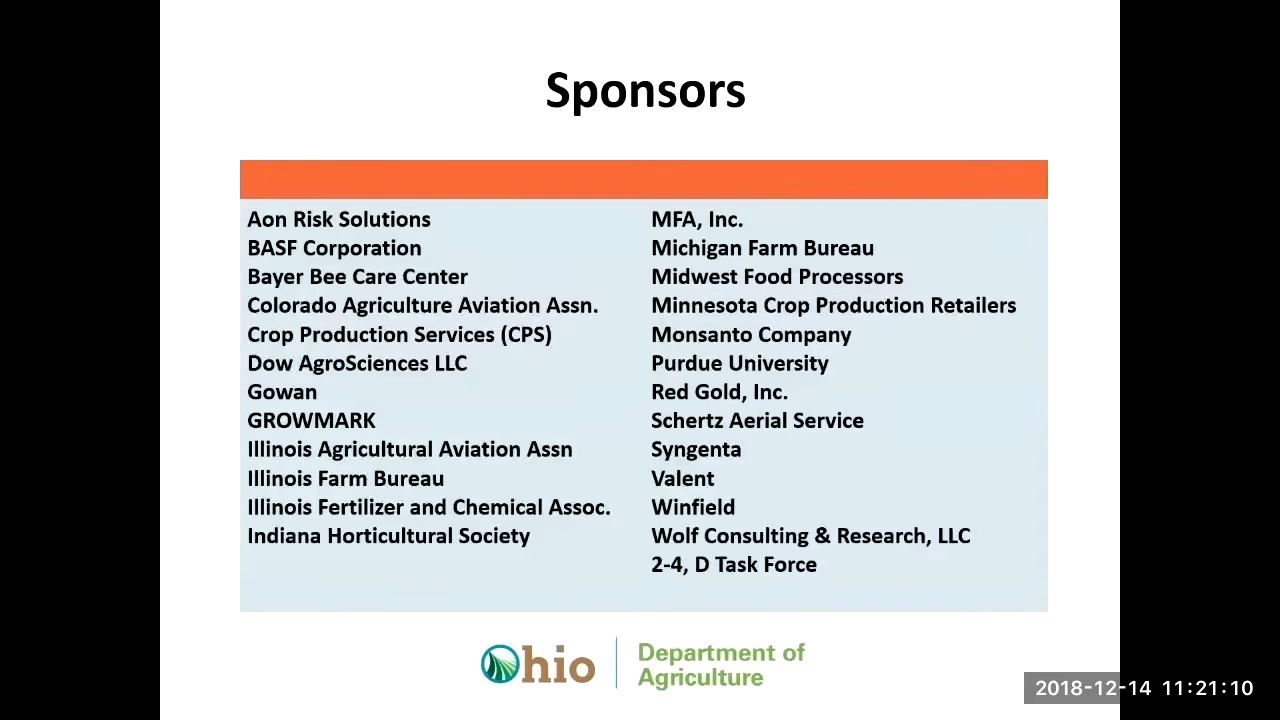 Sponsors
Aon Risk Solutions
BASF Corporation
Bayer Bee Care Center
Colorado Agriculture Aviation Assn.
Crop Production Services (CPS)
Dow AgroSciences LLC
Gowan
GROWMARK
Illinois Agricultural Aviation Assn
Illinois Farm Bureau
Illinois Fertilizer and Chemical Assoc.
Indiana Horticultural Society
MFA, Inc.
Michigan Farm Bureau
Midwest Food Processors
Minnesota Crop Production Retailers
Monsanto Company
Purdue University
Red Gold, Inc.
Schertz Aerial Service
Syngenta
Valent
Winfield
Wolf Consulting & Research, LLC
2-4, D Task Force
Ohio
Department of
Agriculture
2018-12-14 11:21:10